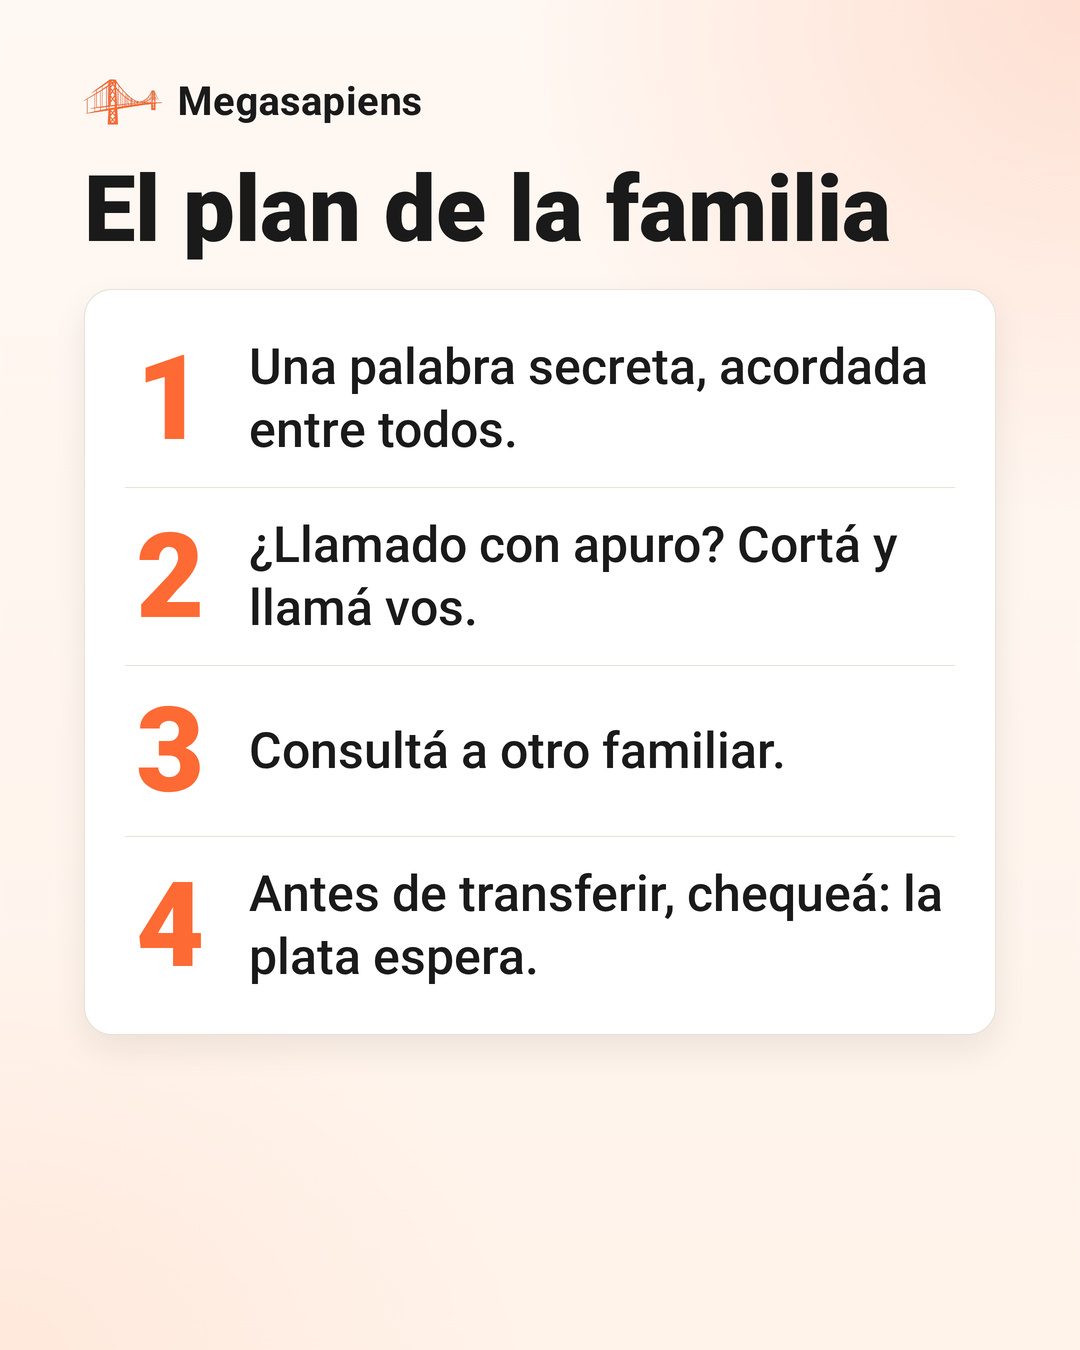 Megasapiens
El plan de la familia
1
Una palabra secreta, acordada
entre todos.
2
¿Llamado con apuro? Cortá y
llamá vos.
3
Consultá a otro familiar.
4
Antes de transferir, chequeá: la
plata espera.